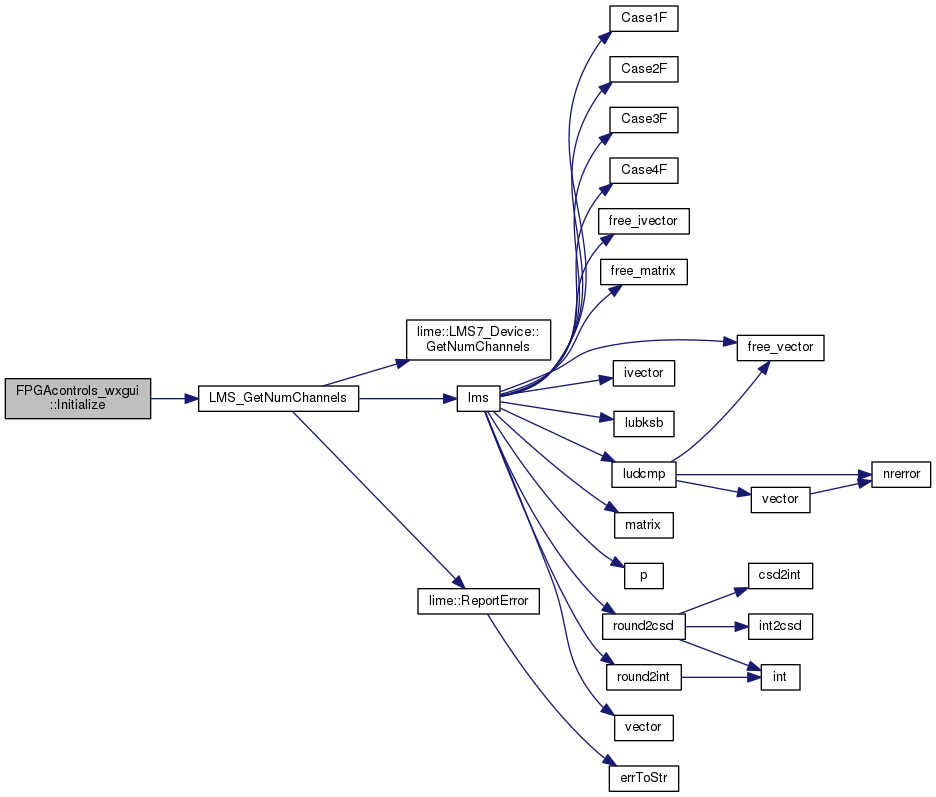 Case1F
Case2F
Case3F
Case4F
free_ivector
free_matrix
lime::LMS7_Device::
GetNumChannels
free_vector
ivector
FPGAcontrols_wxgui
::Initialize
LMS_GetNumChannels
lms
lubksb
ludcmp
nrerror
vector
matrix
p
csd2int
lime::ReportError
round2csd
int2csd
round2int
int
vector
errToStr